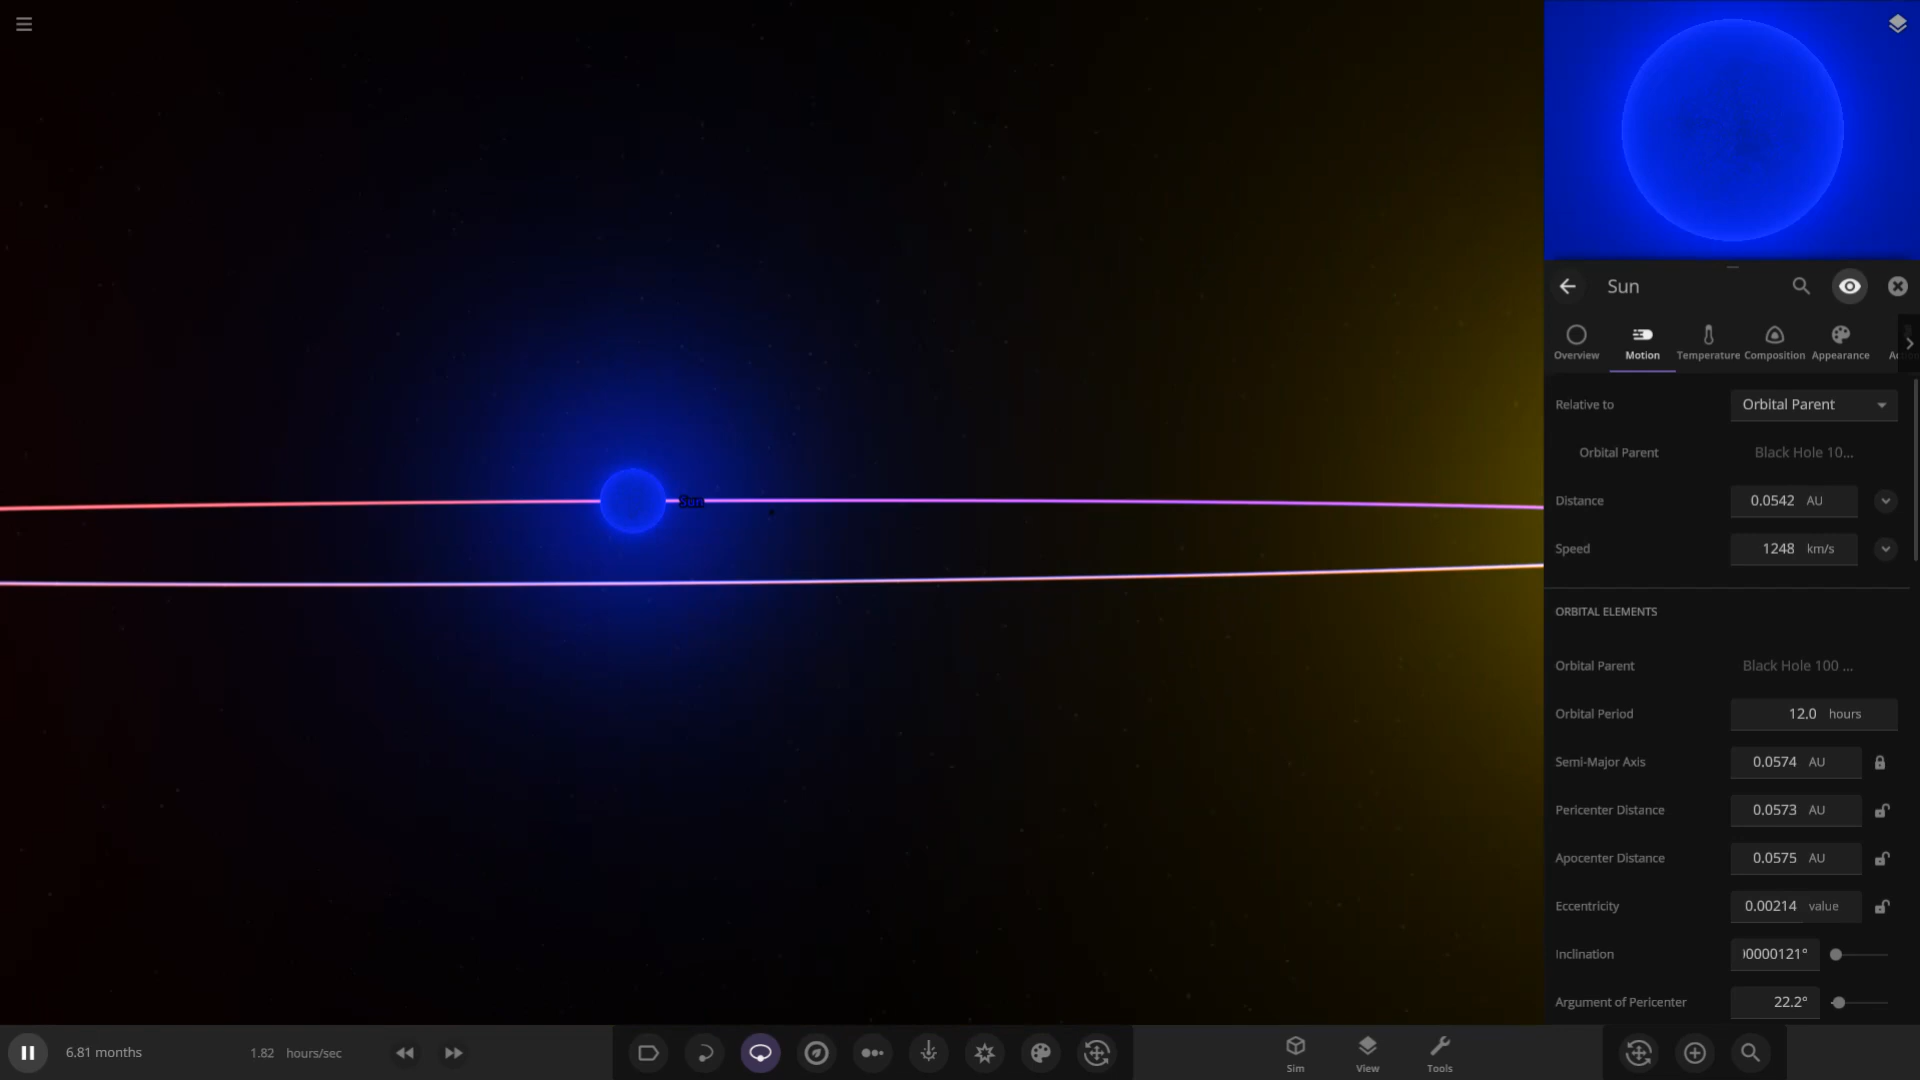 Sun
Sun
Overview
Motion
Temperature
Composition
Appearance
Relative to
Orbital Parent
Orbital Parent
Black Hole 10...
Distance
0.0542 AU
Speed
1248 km/s
ORBITAL ELEMENTS
Orbital Parent
Black Hole 100 ...
Orbital Period
12.0 hours
Semi-Major Axis
0.0574 AU
Pericenter Distance
0.0573 AU
Apocenter Distance
0.0575 AU
Eccentricity
0.00214 value
Inclination
00000121°
Argument of Pericenter
22.2°
6.81 months
1.82 hours/sec
Sim
View
Tools